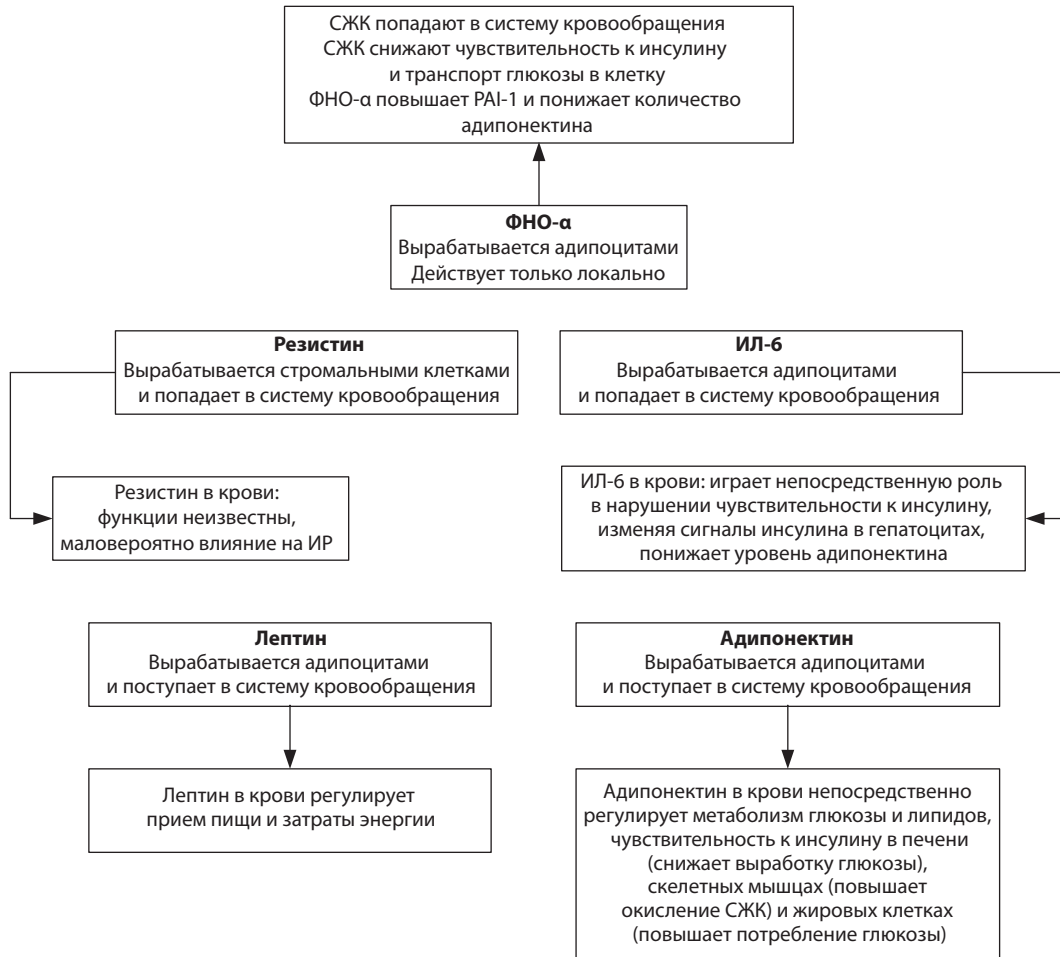 СЖК попадают в систему кровообращения
СЖК снижают чувствительность к инсулину
и транспорт глюкозы в клетку
ФНО-α повышает PAI-1 и понижает количество
адипонектина
ФНО-α
Вырабатывается адипоцитами
Действует только локально
Резистин
Вырабатывается стромальными клетками
и попадает в систему кровообращения
ИЛ-6
Вырабатывается адипоцитами
и попадает в систему кровообращения
Резистин в крови:
функции неизвестны,
маловероятно влияние на ИР
ИЛ-6 в крови: играет непосредственную роль
в нарушении чувствительности к инсулину,
изменяя сигналы инсулина в гепатоцитах,
понижает уровень адипонектина
Лептин
Вырабатывается адипоцитами
и поступает в систему кровообращения
Адипонектин
Вырабатывается адипоцитами
и поступает в систему кровообращения
Лептин в крови регулирует
прием пищи и затраты энергии
Адипонектин в крови непосредственно
регулирует метаболизм глюкозы и липидов,
чувствительность к инсулину в печени
(снижает выработку глюкозы),
скелетных мышцах (повышает
окисление СЖК) и жировых клетках
(повышает потребление глюкозы)